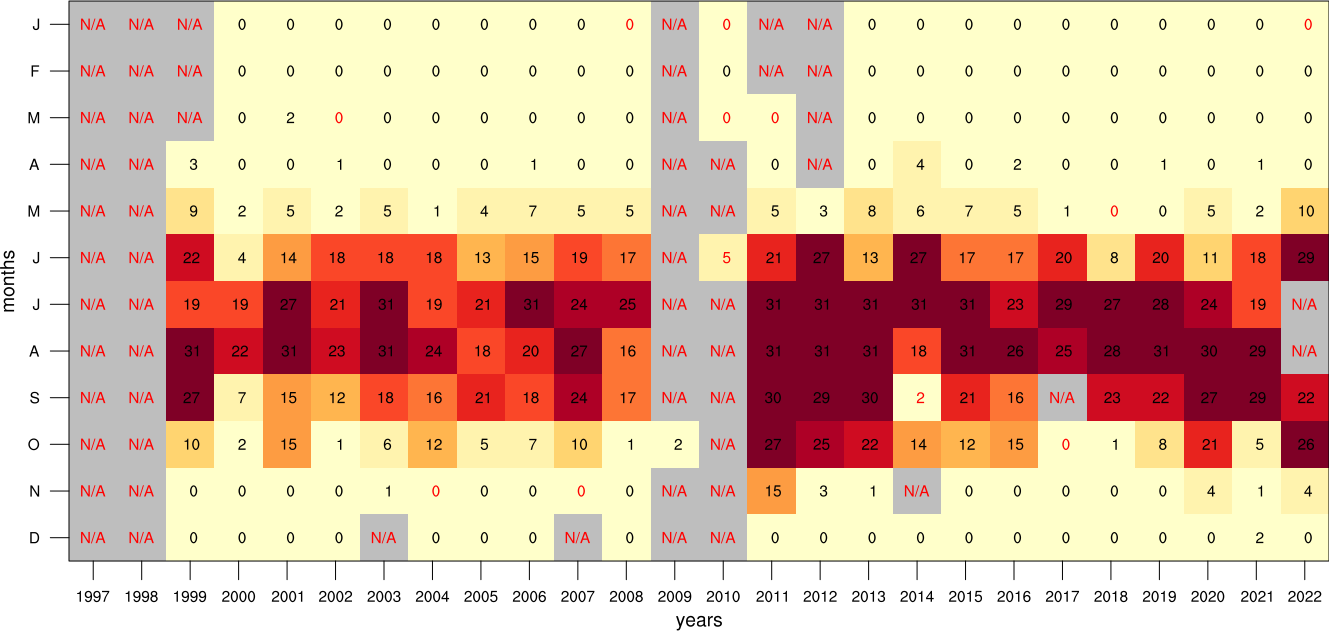 J N/A N/A N/A 0 0 0 0 0 0 0 0 0 N/A 0 N/A N/A 0 0 0 0 0 0 0 0 0 0
F N/A N/A N/A 0 0 0 0 0 0 0 0 0 N/A 0 N/A N/A 0 0 0 0 0 0 0 0 0 0
M N/A N/A N/A 0 2 0 0 0 0 0 0 0 N/A 0 0 N/A 0 0 0 0 0 0 0 0 0 0
A N/A N/A 3 0 0 1 0 0 0 1 0 0 N/A N/A 0 N/A 0 4 0 2 0 0 1 0 1 0
M N/A N/A 9 2 5 2 5 1 4 7 5 5 N/A N/A 5 3 8 6 7 5 1 0 0 5 2 10
J N/A N/A 22 4 14 18 18 18 13 15 19 17 N/A 5 21 27 13 27 17 17 20 8 20 11 18 29
J N/A N/A 19 19 27 21 31 19 21 31 24 25 N/A N/A 31 31 31 31 31 23 29 27 28 24 19 N/A
A N/A N/A 31 22 31 23 31 24 18 20 27 16 N/A N/A 31 31 31 18 31 26 25 28 31 30 29 N/A
S N/A N/A 27 7 15 12 18 16 21 18 24 17 N/A N/A 30 29 30 2 21 16 N/A 23 22 27 29 22
O N/A N/A 10 2 15 1 6 12 5 7 10 1 2 N/A 27 25 22 14 12 15 0 1 8 21 5 26
N N/A N/A 0 0 0 0 1 0 0 0 0 0 N/A N/A 15 3 1 N/A 0 0 0 0 0 4 1 4
D N/A N/A 0 0 0 0 N/A 0 0 0 N/A 0 N/A N/A 0 0 0 0 0 0 0 0 0 0 2 0
months
1997 1998 1999 2000 2001 2002 2003 2004 2005 2006 2007 2008 2009 2010 2011 2012 2013 2014 2015 2016 2017 2018 2019 2020 2021 2022
years